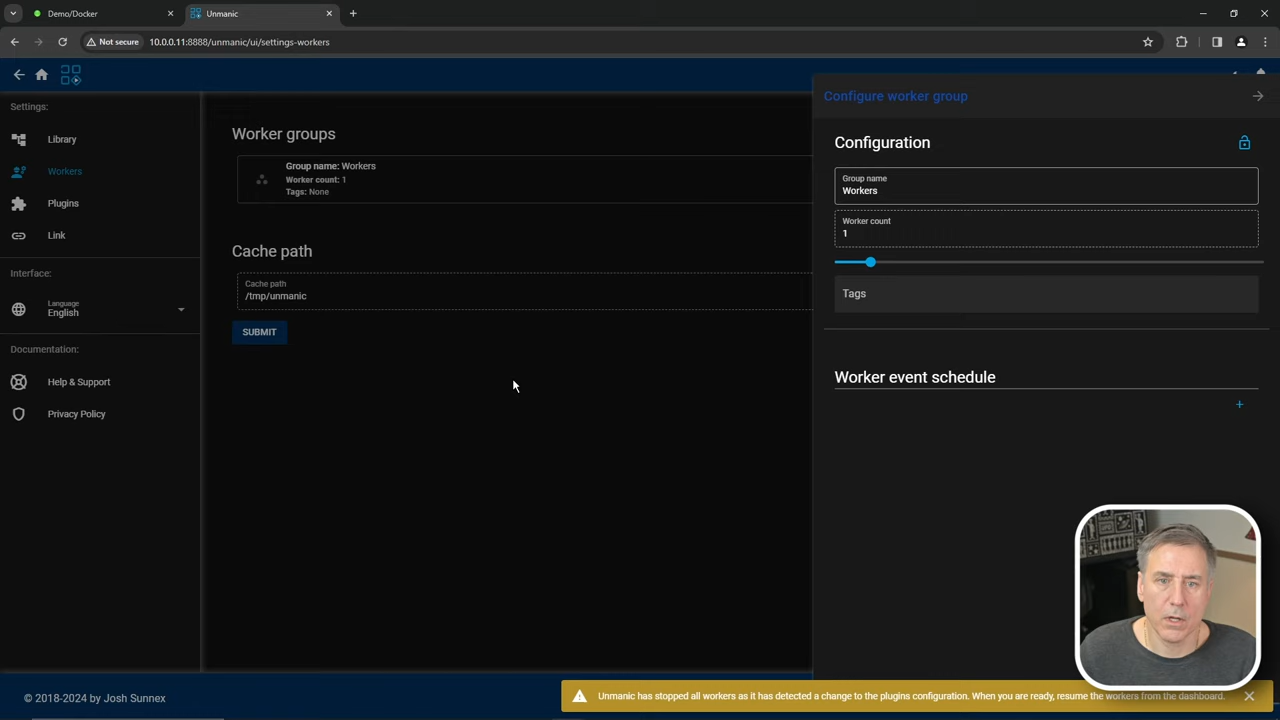 Demo/Docker
Unmanic
Not secure
10.0.0.11:8888/unmanic/ui/settings-workers
Settings:
Library
Workers
Plugins
Link
Interface:
Language
English
Documentation:
Help & Support
Privacy Policy
© 2018-2024 by Josh Sunnex
Worker groups
Group name: Workers
Worker count: 1
Tags: None
Cache path
Cache path
/tmp/unmanic
SUBMIT
Configure worker group
Configuration
Group name
Workers
Worker count
1
Tags
Worker event schedule
Unmanic has stopped all workers as it has detected a change to the plugins configuration. When you are ready, resume the workers from the dashboard.